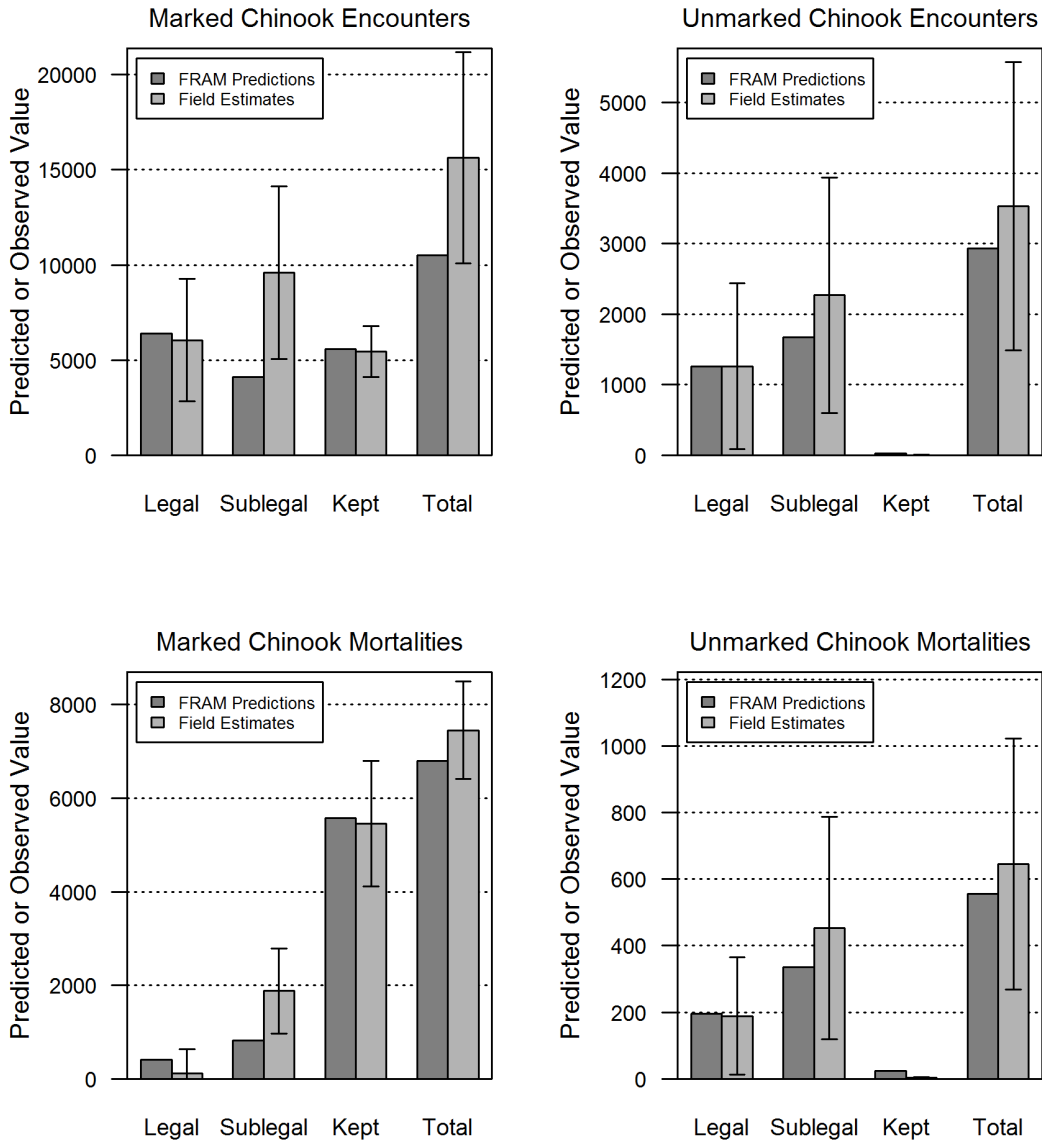 Marked Chinook Encounters
Predicted or Observed Value
20000
15000
10000
5000
0
FRAM Predictions
Field Estimates
Legal Sublegal Kept Total
Unmarked Chinook Encounters
Predicted or Observed Value
5000
4000
3000
2000
1000
0
FRAM Predictions
Field Estimates
Legal Sublegal Kept Total
Marked Chinook Mortalities
Predicted or Observed Value
8000
6000
4000
2000
0
FRAM Predictions
Field Estimates
Legal Sublegal Kept Total
Unmarked Chinook Mortalities
Predicted or Observed Value
1200
1000
800
600
400
200
0
FRAM Predictions
Field Estimates
Legal Sublegal Kept Total